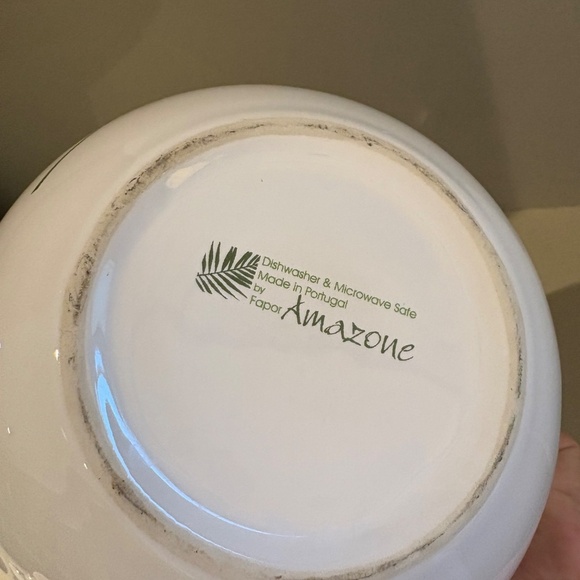 Dishwasher & Microwave Safe
Made in Portugal
by
Fapor Amazone